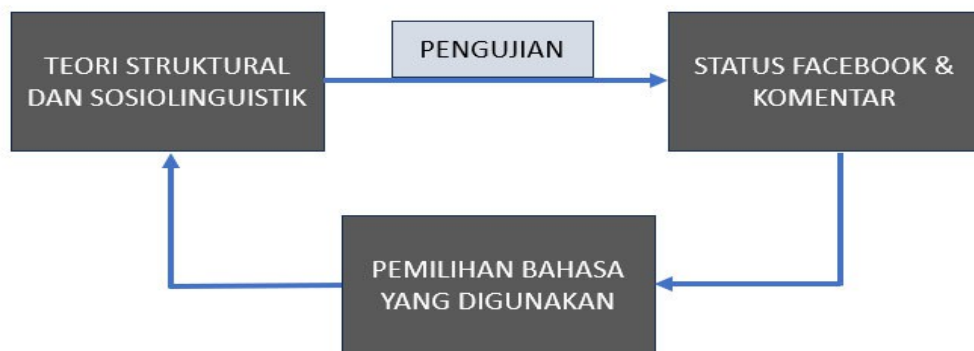 TEORI STRUKTURAL
DAN SOSIOLINGUISTIK
PENGUJIAN
STATUS FACEBOOK &
KOMENTAR
PEMILIHAN BAHASA
YANG DIGUNAKAN